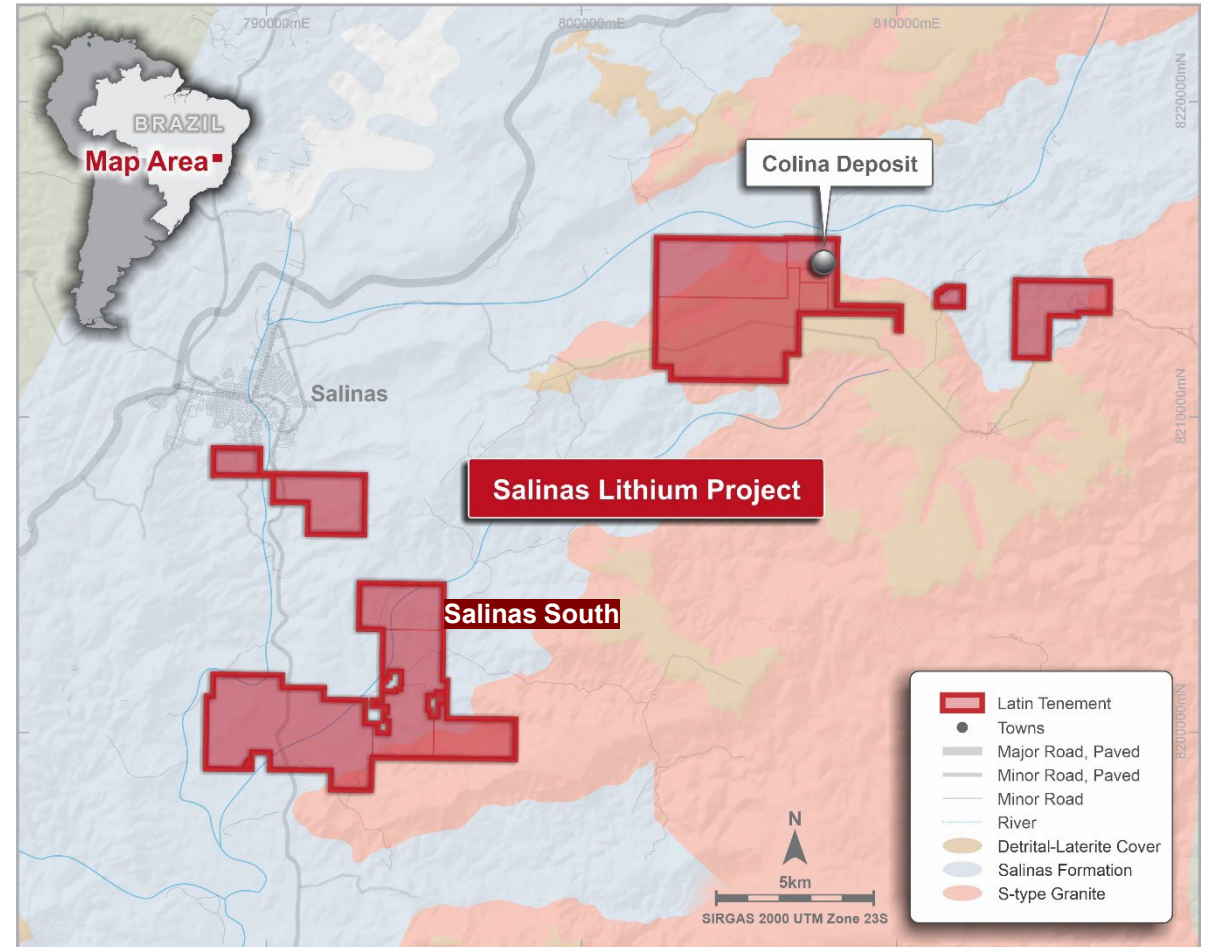 790000mE
800000mE
810000mE
8220000mN
BRAZIL
Map Area
Colina Deposit
Salinas
8210000mN
Salinas Lithium Project
Salinas South
8200000mN
Latin Tenement
Towns
Major Road, Paved
Minor Road, Paved
Minor Road
River
Detrital-Laterite Cover
Salinas Formation
S-type Granite
N
5km
SIRGAS 2000 UTM Zone 23S